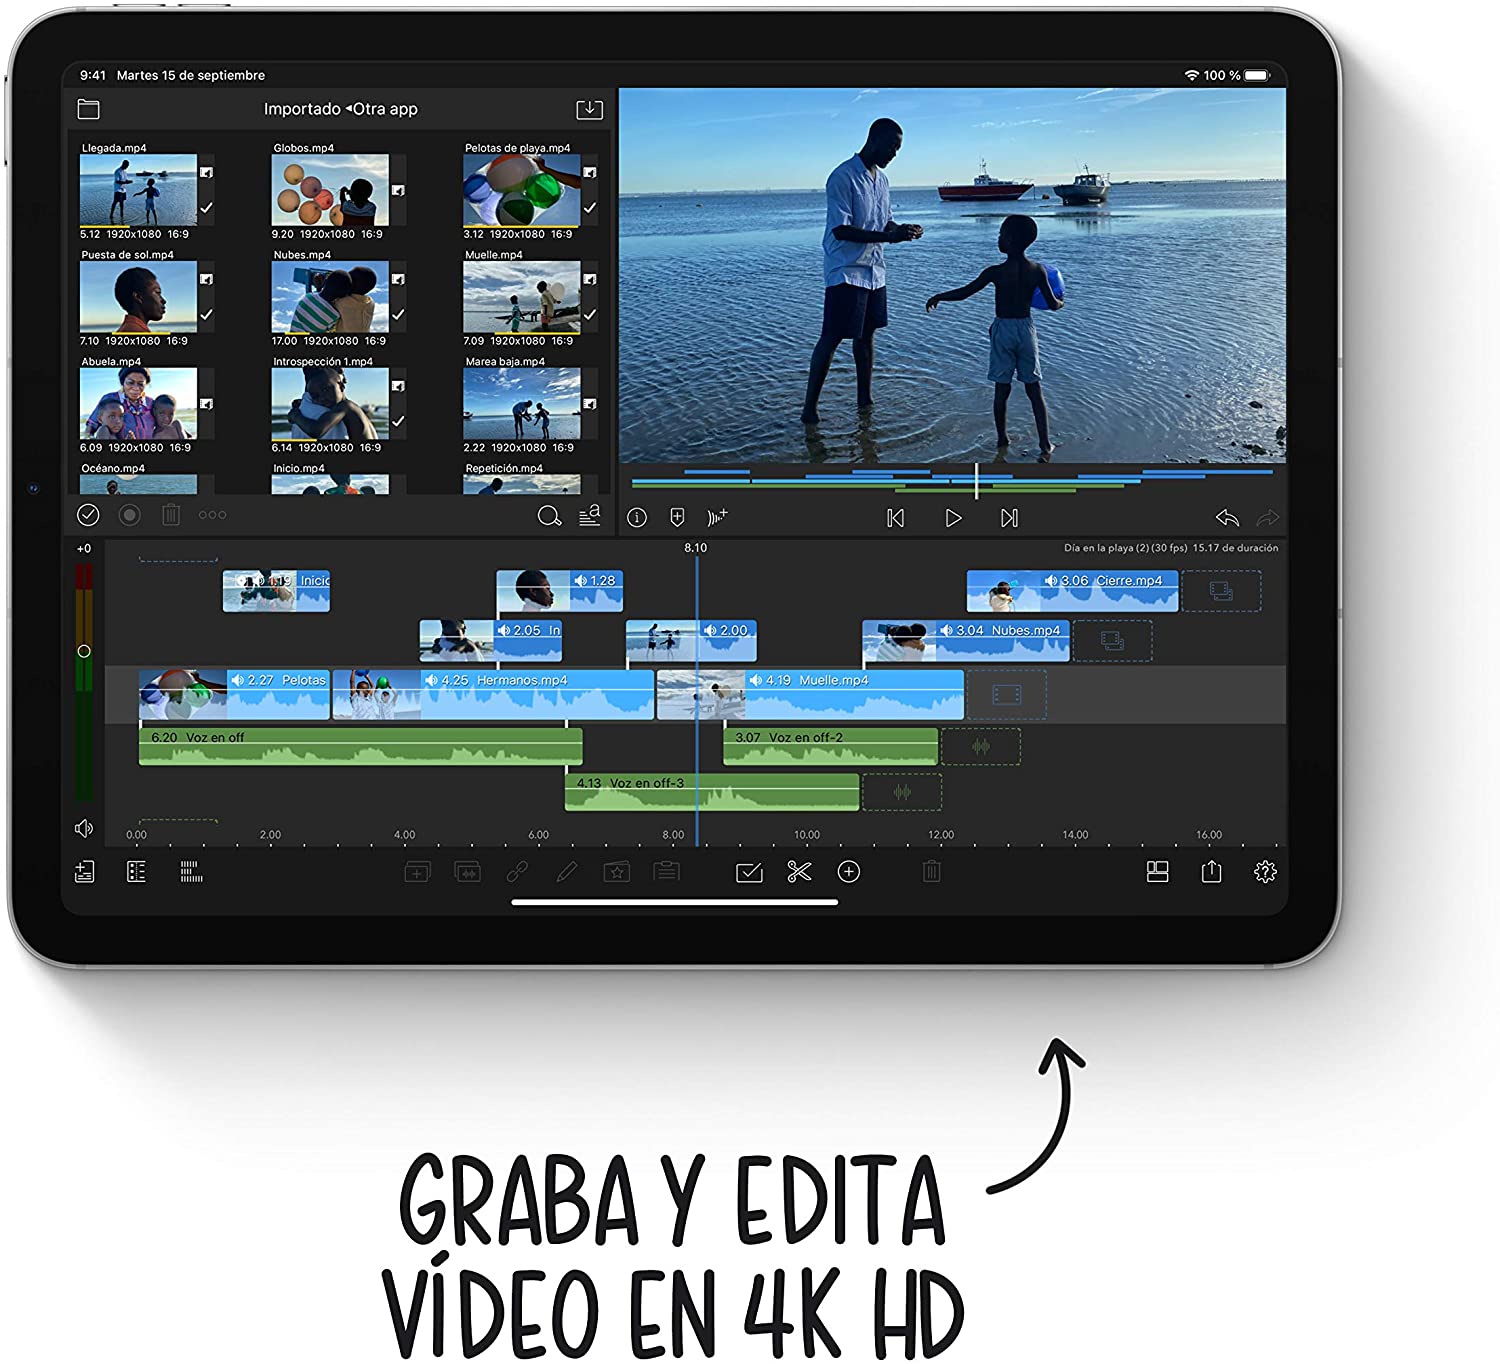 9:41 Martes 15 de septiembre
100 %
Importado ◂Otra app
Llegada.mp4
Globos.mp4
Pelotas de playa.mp4
5.12 1920x1080 16:9
9.20 1920x1080 16:9
3.12 1920x1080 16:9
Puesta de sol.mp4
Nubes.mp4
Muelle.mp4
7.10 1920x1080 16:9
17.00 1920x1080 16:9
7.09 1920x1080 16:9
Abuela.mp4
Introspección 1.mp4
Marea baja.mp4
6.09 1920x1080 16:9
6.14 1920x1080 16:9
2.22 1920x1080 16:9
Océano.mp4
Inicio.mp4
Repetición.mp4
+0
8.10
Día en la playa (2) (30 fps) 15.17 de duración
1.19 Inicio
1.28
3.06 Cierre.mp4
2.05 In
2.00
3.04 Nubes.mp4
2.27 Pelotas
4.25 Hermanos.mp4
4.19 Muelle.mp4
6.20 Voz en off
3.07 Voz en off-2
4.13 Voz en off-3
0.00 2.00 4.00 6.00 8.00 10.00 12.00 14.00 16.00
GRABA Y EDITA
VÍDEO EN 4K HD